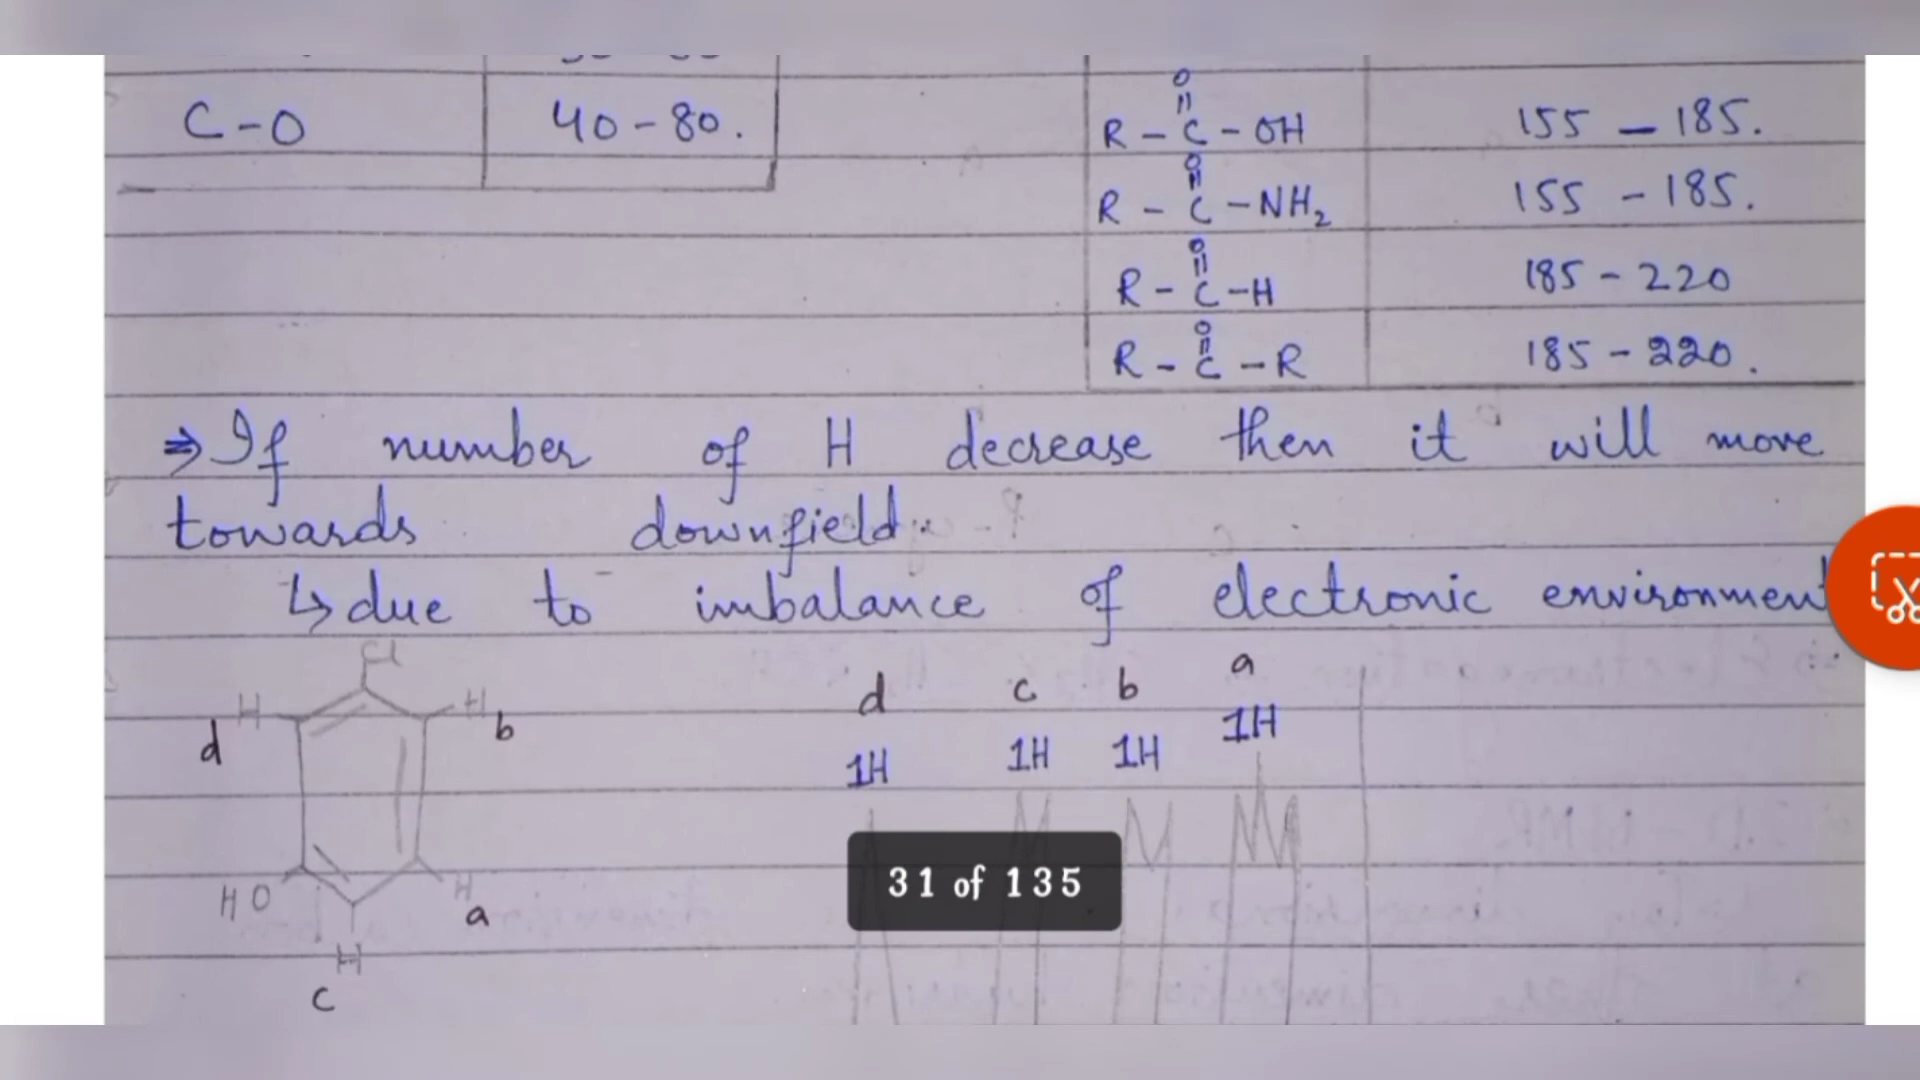 C-O 40-80.
O
||
R - C - OH 155 - 185.
O
||
R - C - NH2 155 - 185.
O
||
R - C - H 185 - 220
O
||
R - C - R 185 - 220.
⇒ If number of H decrease then it will move
towards downfield.
↳ due to imbalance of electronic environment
Cl
H H
d b
HO H
a
H
c
d c b a
1H 1H 1H 1H
31 of 135